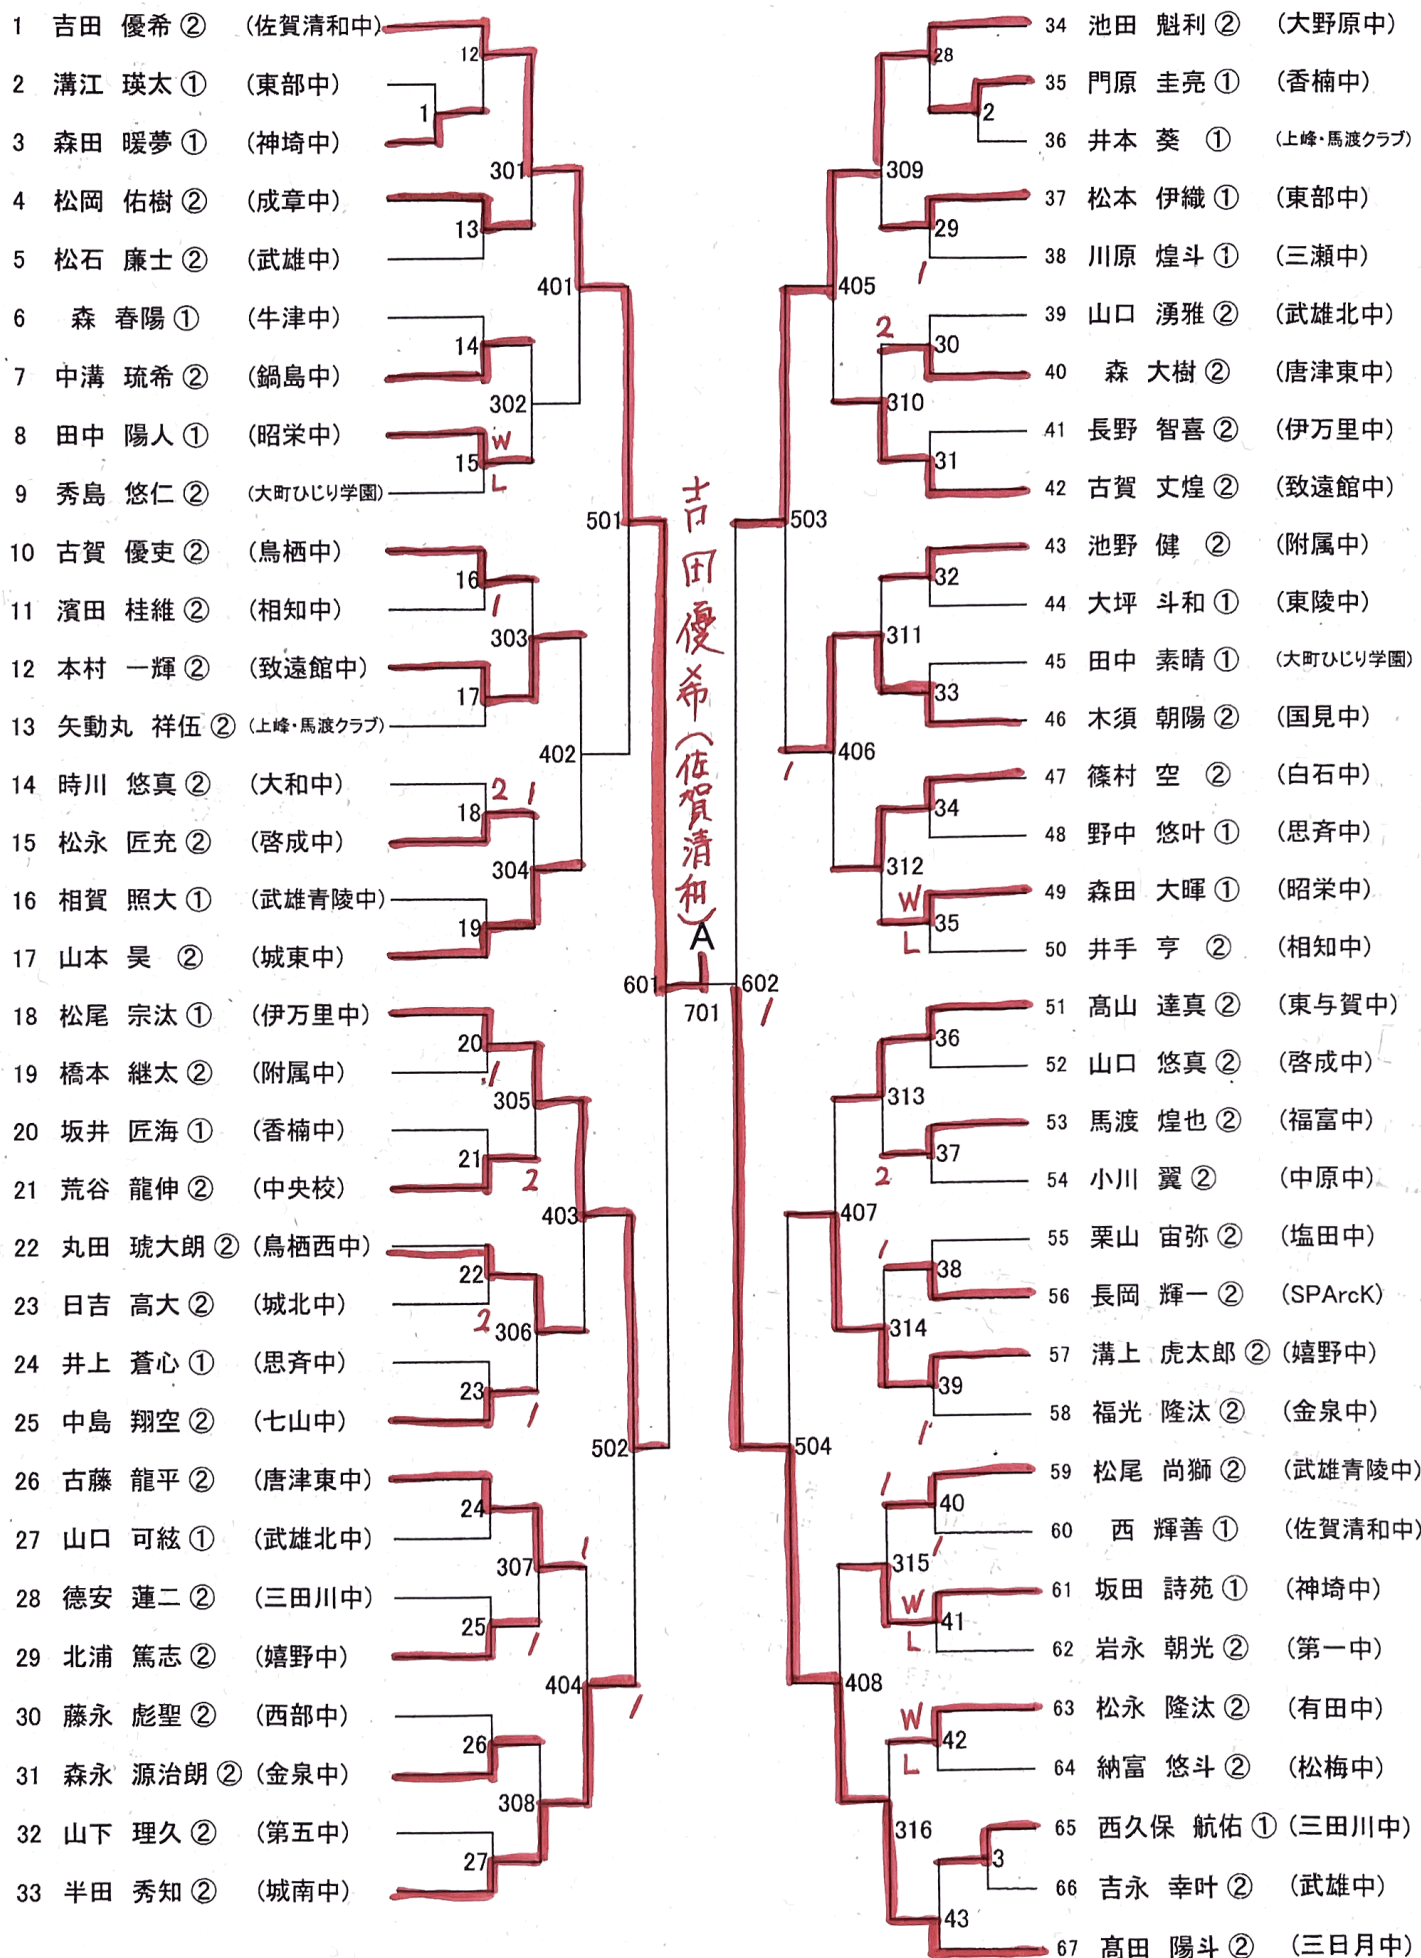 1 吉田 優希② (佐賀清和中)
2 溝江 瑛太① (東部中)
3 森田 暖夢① (神埼中)
4 松岡 佑樹② (成章中)
5 松石 廉士② (武雄中)
6 森 春陽① (牛津中)
7 中溝 琉希② (鍋島中)
8 田中 陽人① (昭栄中)
9 秀島 悠仁② (大町ひじり学園)
10 古賀 優吏② (鳥栖中)
11 濱田 桂維② (相知中)
12 本村 一輝② (致遠館中)
13 矢動丸 祥伍② (上峰・馬渡クラブ)
14 時川 悠真② (大和中)
15 松永 匠充② (啓成中)
16 相賀 照大① (武雄青陵中)
17 山本 昊 ② (城東中)
18 松尾 宗汰① (伊万里中)
19 橋本 継太② (附属中)
20 坂井 匠海① (香楠中)
21 荒谷 龍伸② (中央校)
22 丸田 琥大朗② (鳥栖西中)
23 日吉 高大② (城北中)
24 井上 蒼心① (思斉中)
25 中島 翔空② (七山中)
26 古藤 龍平② (唐津東中)
27 山口 可絃① (武雄北中)
28 德安 蓮二② (三田川中)
29 北浦 篤志② (嬉野中)
30 藤永 彪聖② (西部中)
31 森永 源治朗② (金泉中)
32 山下 理久② (第五中)
33 半田 秀知② (城南中)
12
1
301
13
401
14
302
W
15
L
501
16
1
303
17
402
2 1
18
304
19
601
20
1
305
21
2
403
22
2
306
23
1
502
24
1
307
25
1
404
1
26
308
27
吉田優希(佐賀清和)
A
701
602
1
28
2
309
29
1
405
2
30
310
31
503
32
311
33
1
406
34
312
W
35
L
36
313
37
2
407
1
38
314
39
1
504
1
40
1
315
W
41
L
408
W
42
L
316
3
43
34 池田 魁利② (大野原中)
35 門原 圭亮① (香楠中)
36 井本 葵 ① (上峰・馬渡クラブ)
37 松本 伊織① (東部中)
38 川原 煌斗① (三瀬中)
39 山口 湧雅② (武雄北中)
40 森 大樹② (唐津東中)
41 長野 智喜② (伊万里中)
42 古賀 丈煌② (致遠館中)
43 池野 健 ② (附属中)
44 大坪 斗和① (東陵中)
45 田中 素晴① (大町ひじり学園)
46 木須 朝陽② (国見中)
47 篠村 空 ② (白石中)
48 野中 悠叶① (思斉中)
49 森田 大暉① (昭栄中)
50 井手 亨 ② (相知中)
51 髙山 達真② (東与賀中)
52 山口 悠真② (啓成中)
53 馬渡 煌也② (福富中)
54 小川 翼② (中原中)
55 栗山 宙弥② (塩田中)
56 長岡 輝一② (SPArcK)
57 溝上 虎太郎② (嬉野中)
58 福光 隆汰② (金泉中)
59 松尾 尚獅② (武雄青陵中)
60 西 輝善① (佐賀清和中)
61 坂田 詩苑① (神埼中)
62 岩永 朝光② (第一中)
63 松永 隆汰② (有田中)
64 納富 悠斗② (松梅中)
65 西久保 航佑① (三田川中)
66 吉永 幸叶② (武雄中)
67 髙田 陽斗② (三日月中)